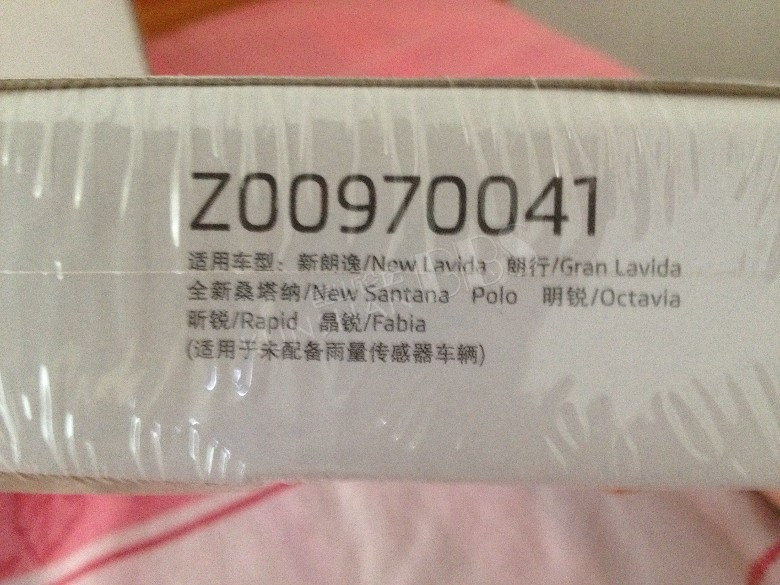 Z00970041
适用车型：新朗逸/New Lavida 朗行/Gran Lavida
全新桑塔纳/New Santana Polo 明锐/Octavia
昕锐/Rapid 晶锐/Fabia
(适用于未配备雨量传感器车辆)